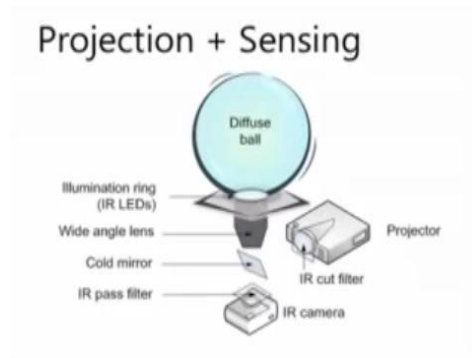 Projection + Sensing
Diffuse
ball
Illumination ring
(IR LEDs)
Wide angle lens
Projector
Cold mirror
IR cut filter
IR pass filter
IR camera